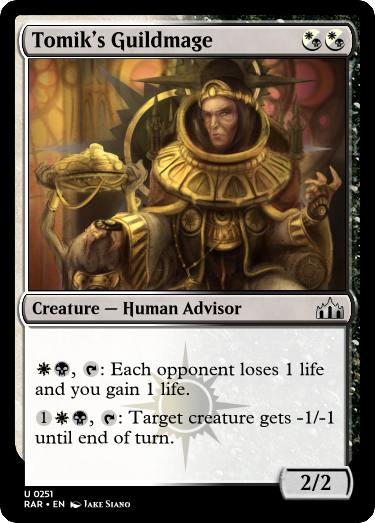 Tomik's Guildmage
Creature — Human Advisor
, : Each opponent loses 1 life
and you gain 1 life.
1, : Target creature gets -1/-1
until end of turn.
2/2
U 0251
RAR • EN Jake Siano